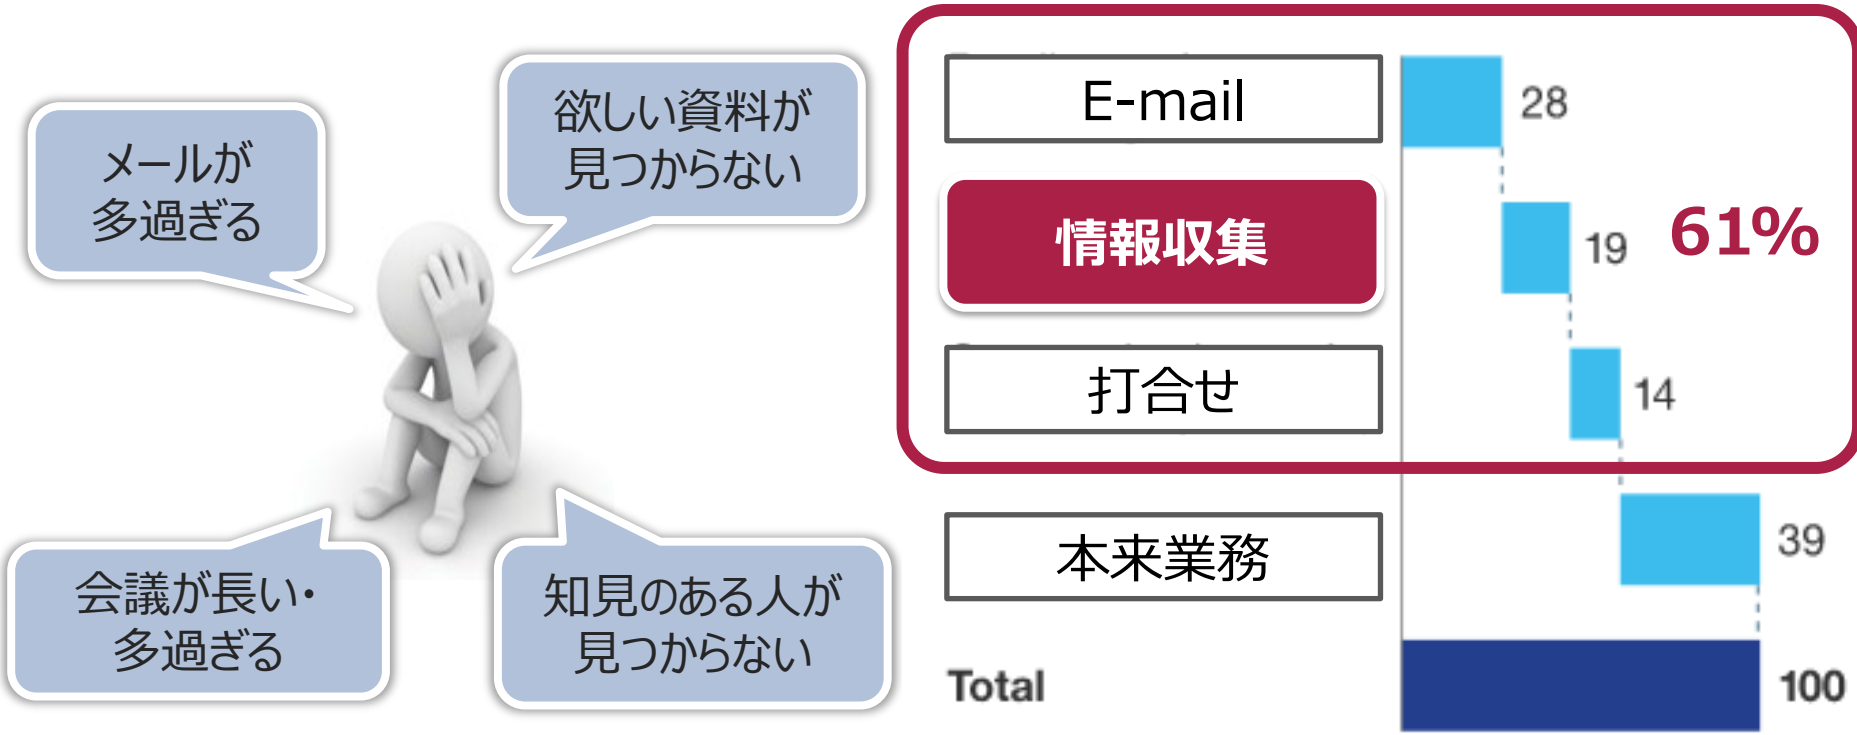 メールが
多過ぎる
欲しい資料が
見つからない
会議が長い・
多過ぎる
知見のある人が
見つからない
E-mail
28
情報収集
19
61%
打合せ
14
本来業務
39
Total
100